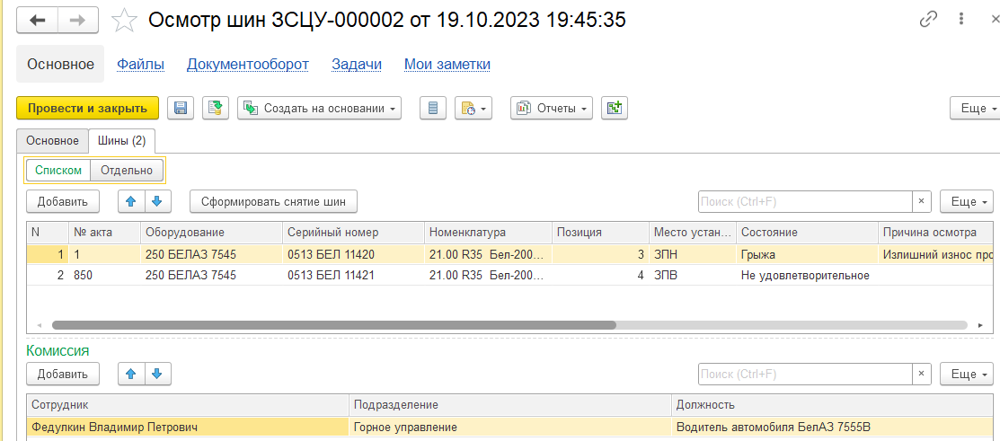 Осмотр шин ЗСЦУ-000002 от 19.10.2023 19:45:35
Основное Файлы Документооборот Задачи Мои заметки
Провести и закрыть Создать на основании Отчеты Еще
Основное Шины (2)
Списком Отдельно
Добавить Сформировать снятие шин Поиск (Ctrl+F) × Еще
N № акта Оборудование Серийный номер Номенклатура Позиция Место устан... Состояние Причина осмотра
1 1 250 БЕЛАЗ 7545 0513 БЕЛ 11420 21.00 R35 Бел-200... 3 ЗПН Грыжа Излишний износ про
2 850 250 БЕЛАЗ 7545 0513 БЕЛ 11421 21.00 R35 Бел-200... 4 ЗПВ Не удовлетворительное
Комиссия
Добавить Поиск (Ctrl+F) × Еще
Сотрудник Подразделение Должность
Федулкин Владимир Петрович Горное управление Водитель автомобиля БелАЗ 7555В